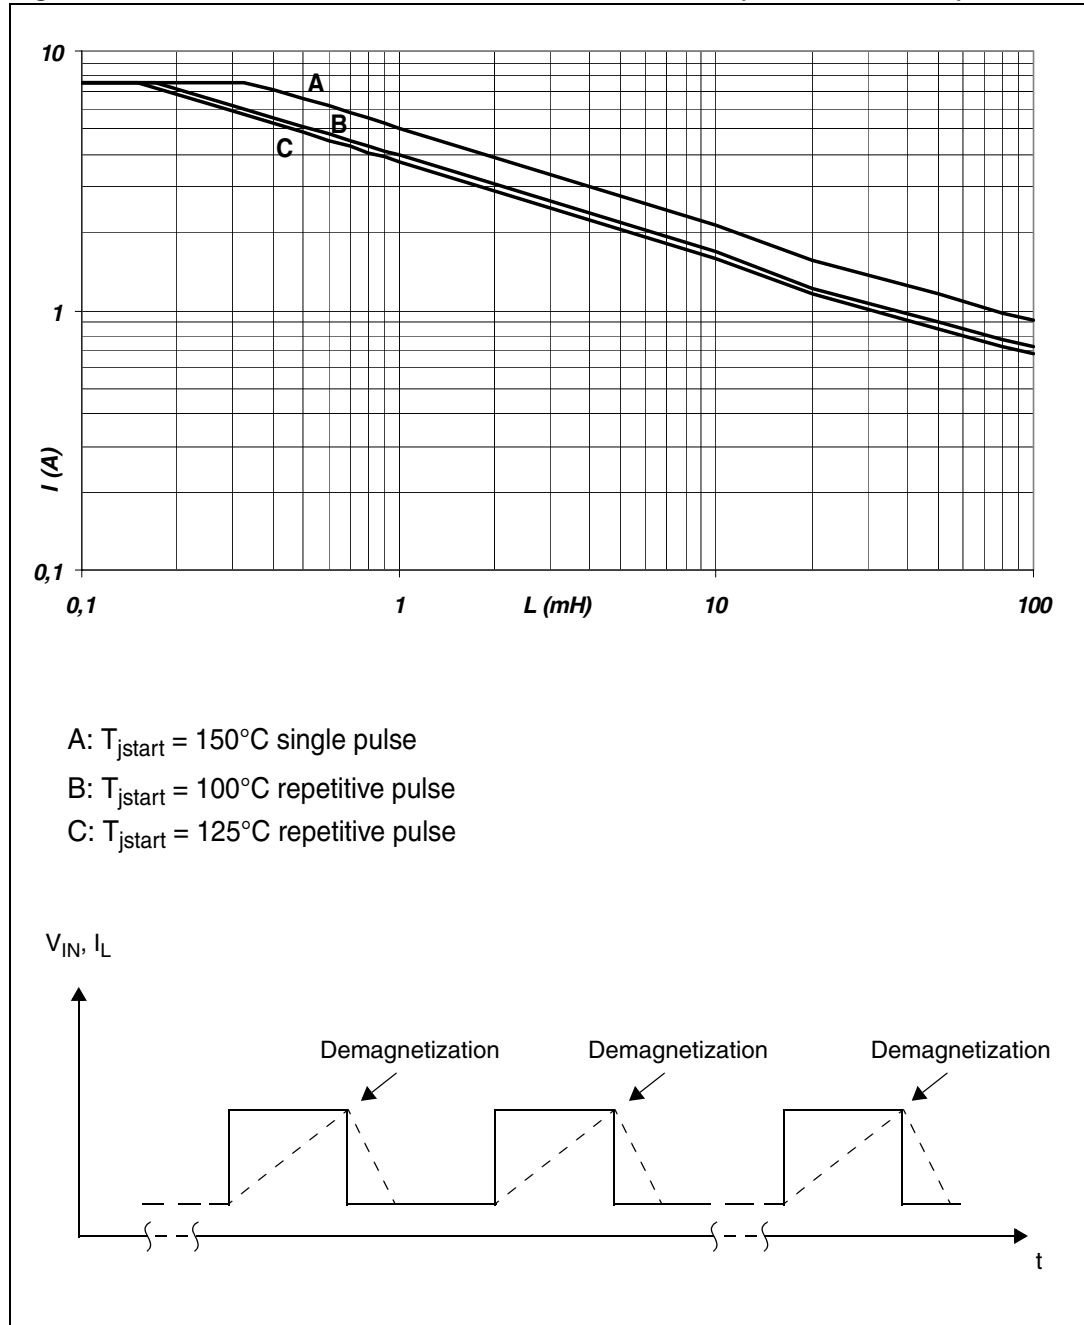 10
A
B
C
1
I (A)
0,1
0,1 1 L (mH) 10 100
A: Tjstart = 150°C single pulse
B: Tjstart = 100°C repetitive pulse
C: Tjstart = 125°C repetitive pulse
VIN, IL
Demagnetization Demagnetization Demagnetization
t